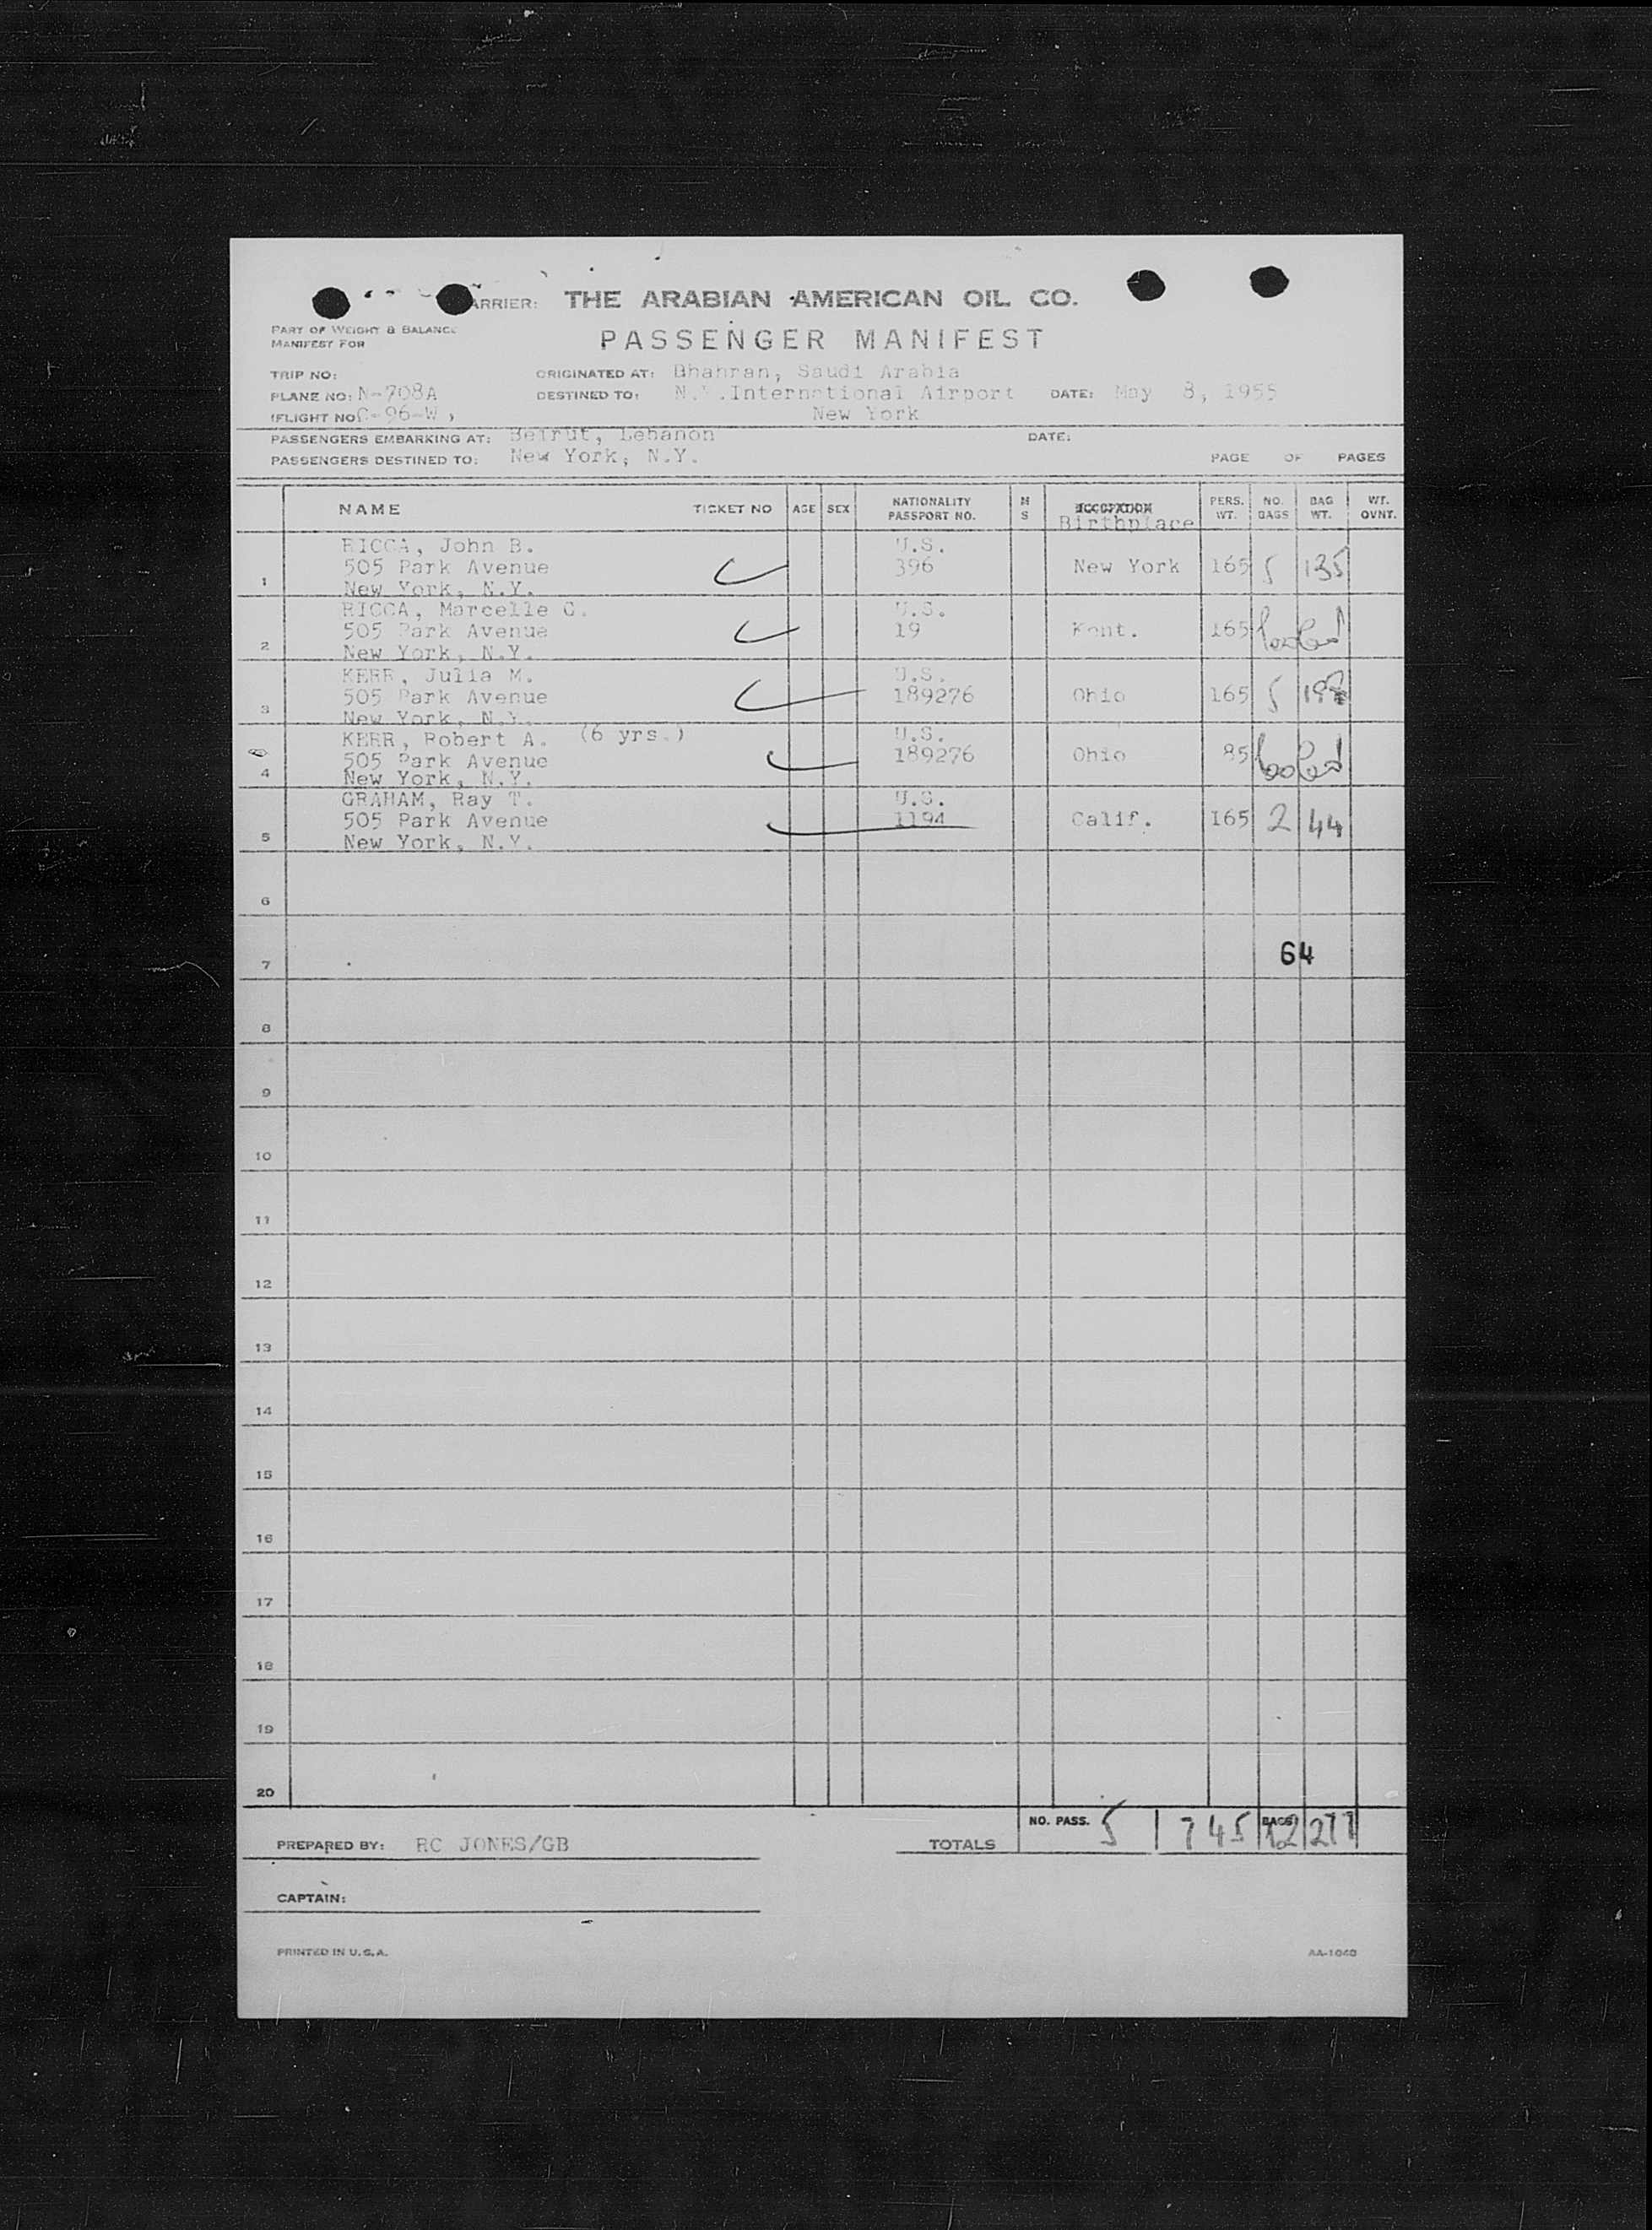 CARRIER: THE ARABIAN AMERICAN OIL CO.
PART OF WEIGHT & BALANCE
MANIFEST FOR
PASSENGER MANIFEST
TRIP NO: ORIGINATED AT: Dhahran, Saudi Arabia
PLANE NO: N-708A DESTINED TO: N.Y.International Airport DATE: May 8, 1955
(FLIGHT NO C-96-W ) New York
PASSENGERS EMBARKING AT: Beirut, Lebanon DATE:
PASSENGERS DESTINED TO: New York, N.Y. PAGE OF PAGES
NAME TICKET NO AGE SEX NATIONALITY PASSPORT NO. M S OCCUPATION Birthplace PERS. WT. NO. BAGS BAG WT. WT. OVNT.
RICCA, John B. U.S.
505 Park Avenue 396 New York 165 5 135
1 New York, N.Y.
RICCA, Marcelle C. U.S.
505 Park Avenue 19 Kent. 165 pooled
2 New York, N.Y.
KERR, Julia M. U.S.
505 Park Avenue 189276 Ohio 165 5
3 New York, N.Y.
KERR, Robert A. (6 yrs.) U.S.
505 Park Avenue 189276 Ohio 85 pooled
4 New York, N.Y.
GRAHAM, Ray T. U.S.
505 Park Avenue 1194 Calif. 165 2 44
5 New York, N.Y.
6
64
7
8
9
10
11
12
13
14
15
16
17
18
19
20
NO. PASS. 5 745 BAGS 12 277
PREPARED BY: RC JONES/GB TOTALS
CAPTAIN:
PRINTED IN U.S.A. AA-1040